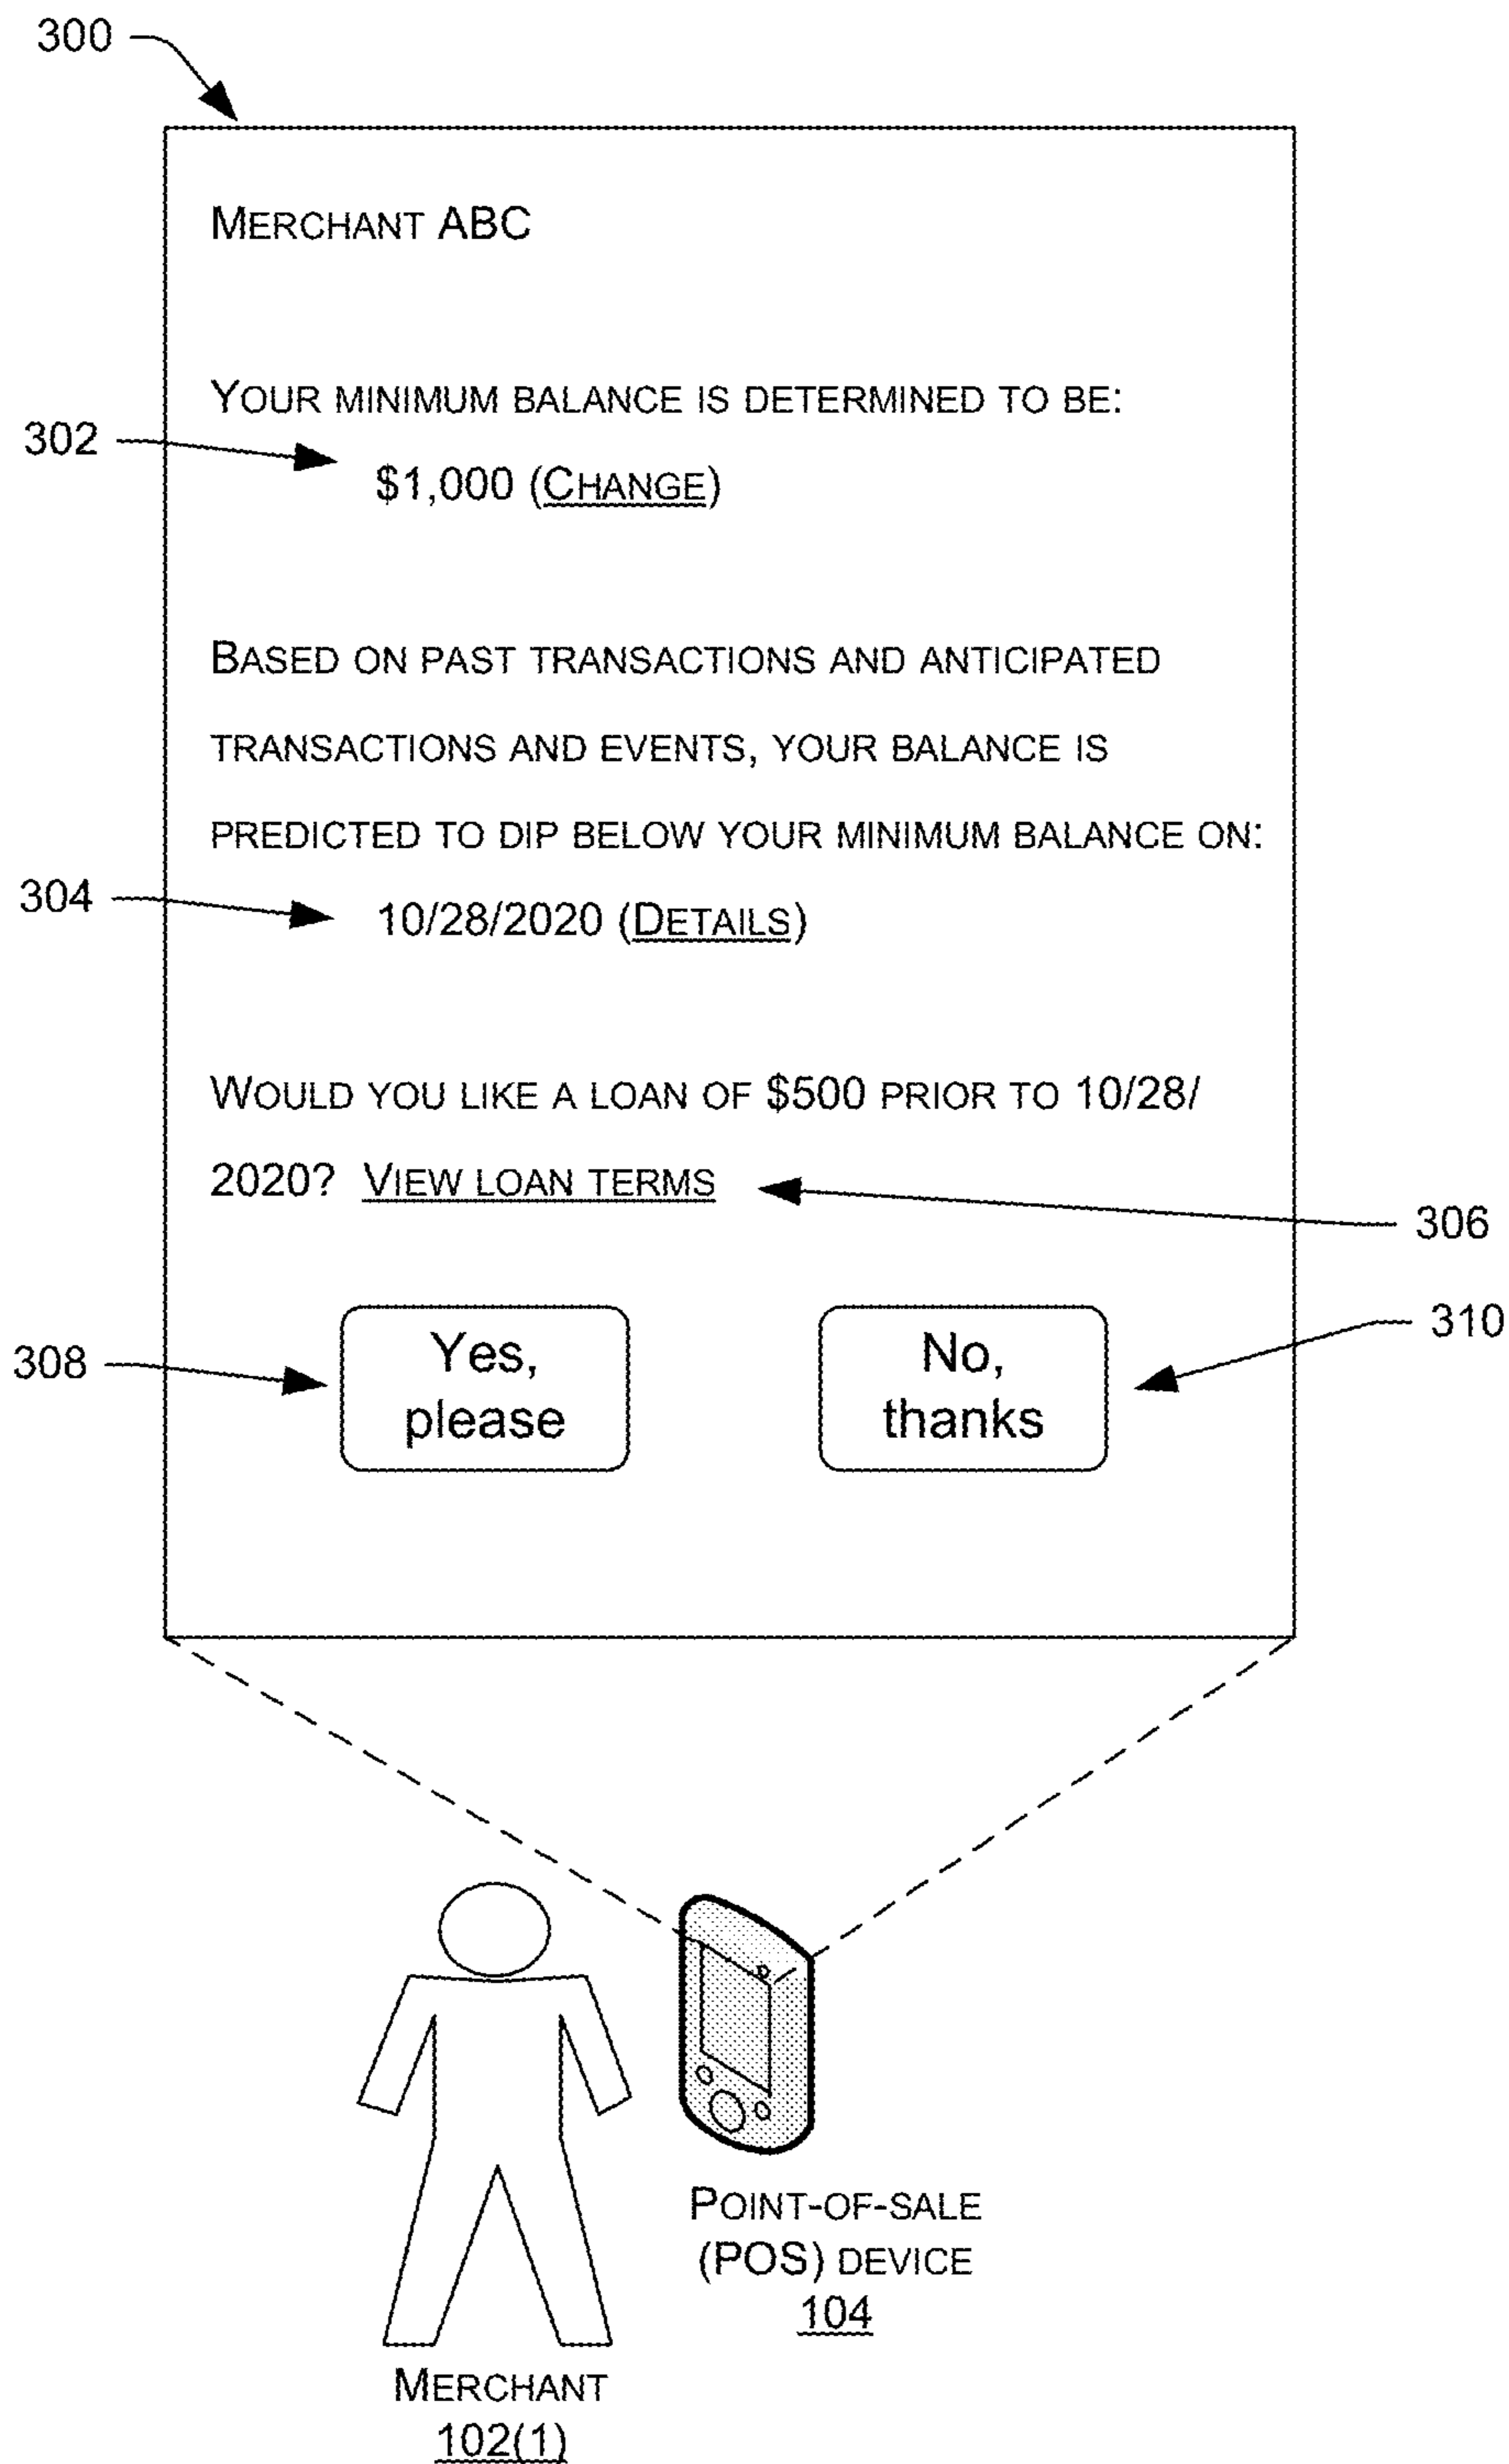 300
MERCHANT ABC
YOUR MINIMUM BALANCE IS DETERMINED TO BE:
302
$1,000 (CHANGE)
BASED ON PAST TRANSACTIONS AND ANTICIPATED
TRANSACTIONS AND EVENTS, YOUR BALANCE IS
PREDICTED TO DIP BELOW YOUR MINIMUM BALANCE ON:
304
10/28/2020 (DETAILS)
WOULD YOU LIKE A LOAN OF $500 PRIOR TO 10/28/
2020? VIEW LOAN TERMS
306
308
Yes,
please
No,
thanks
310
POINT-OF-SALE
(POS) DEVICE
104
MERCHANT
102(1)